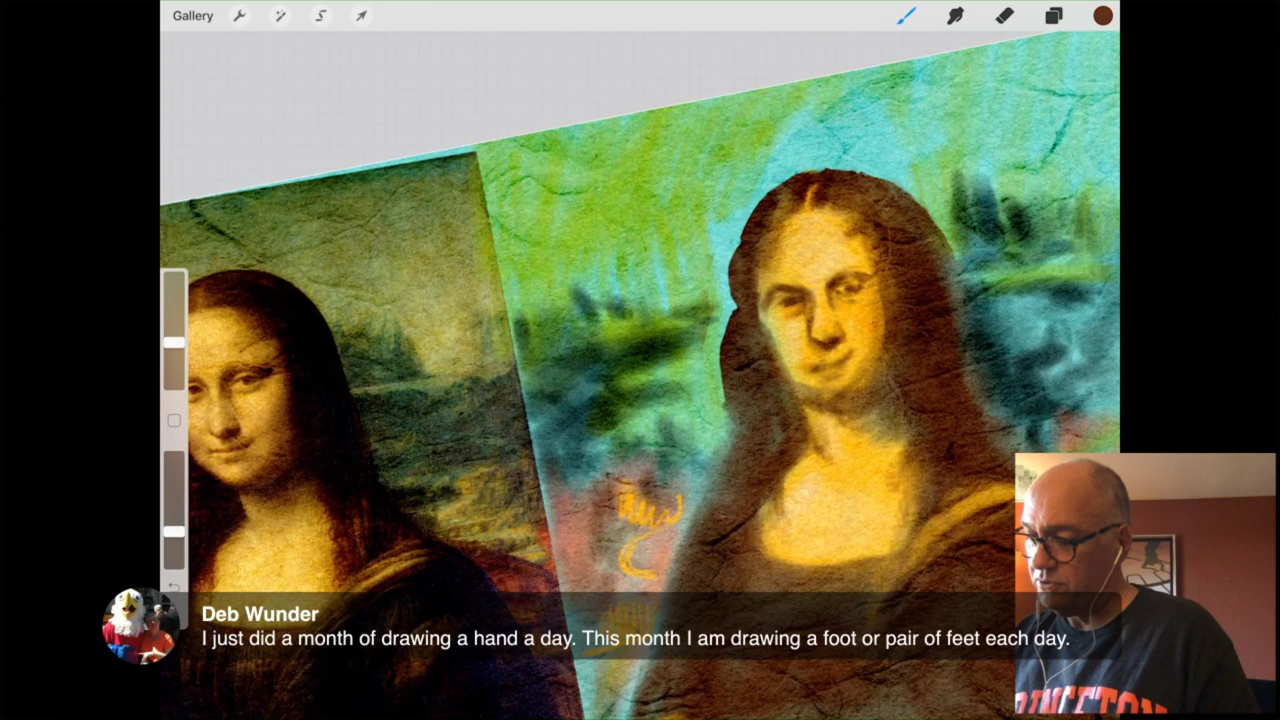 Gallery
Deb Wunder
I just did a month of drawing a hand a day. This month I am drawing a foot or pair of feet each day.
PRINCETON